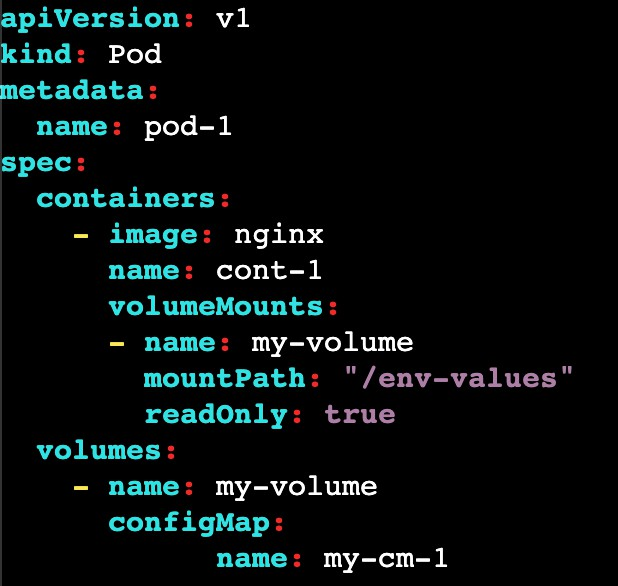 apiVersion: v1
kind: Pod
metadata:
  name: pod-1
spec:
  containers:
    - image: nginx
      name: cont-1
      volumeMounts:
      - name: my-volume
        mountPath: "/env-values"
        readOnly: true
  volumes:
    - name: my-volume
      configMap:
            name: my-cm-1